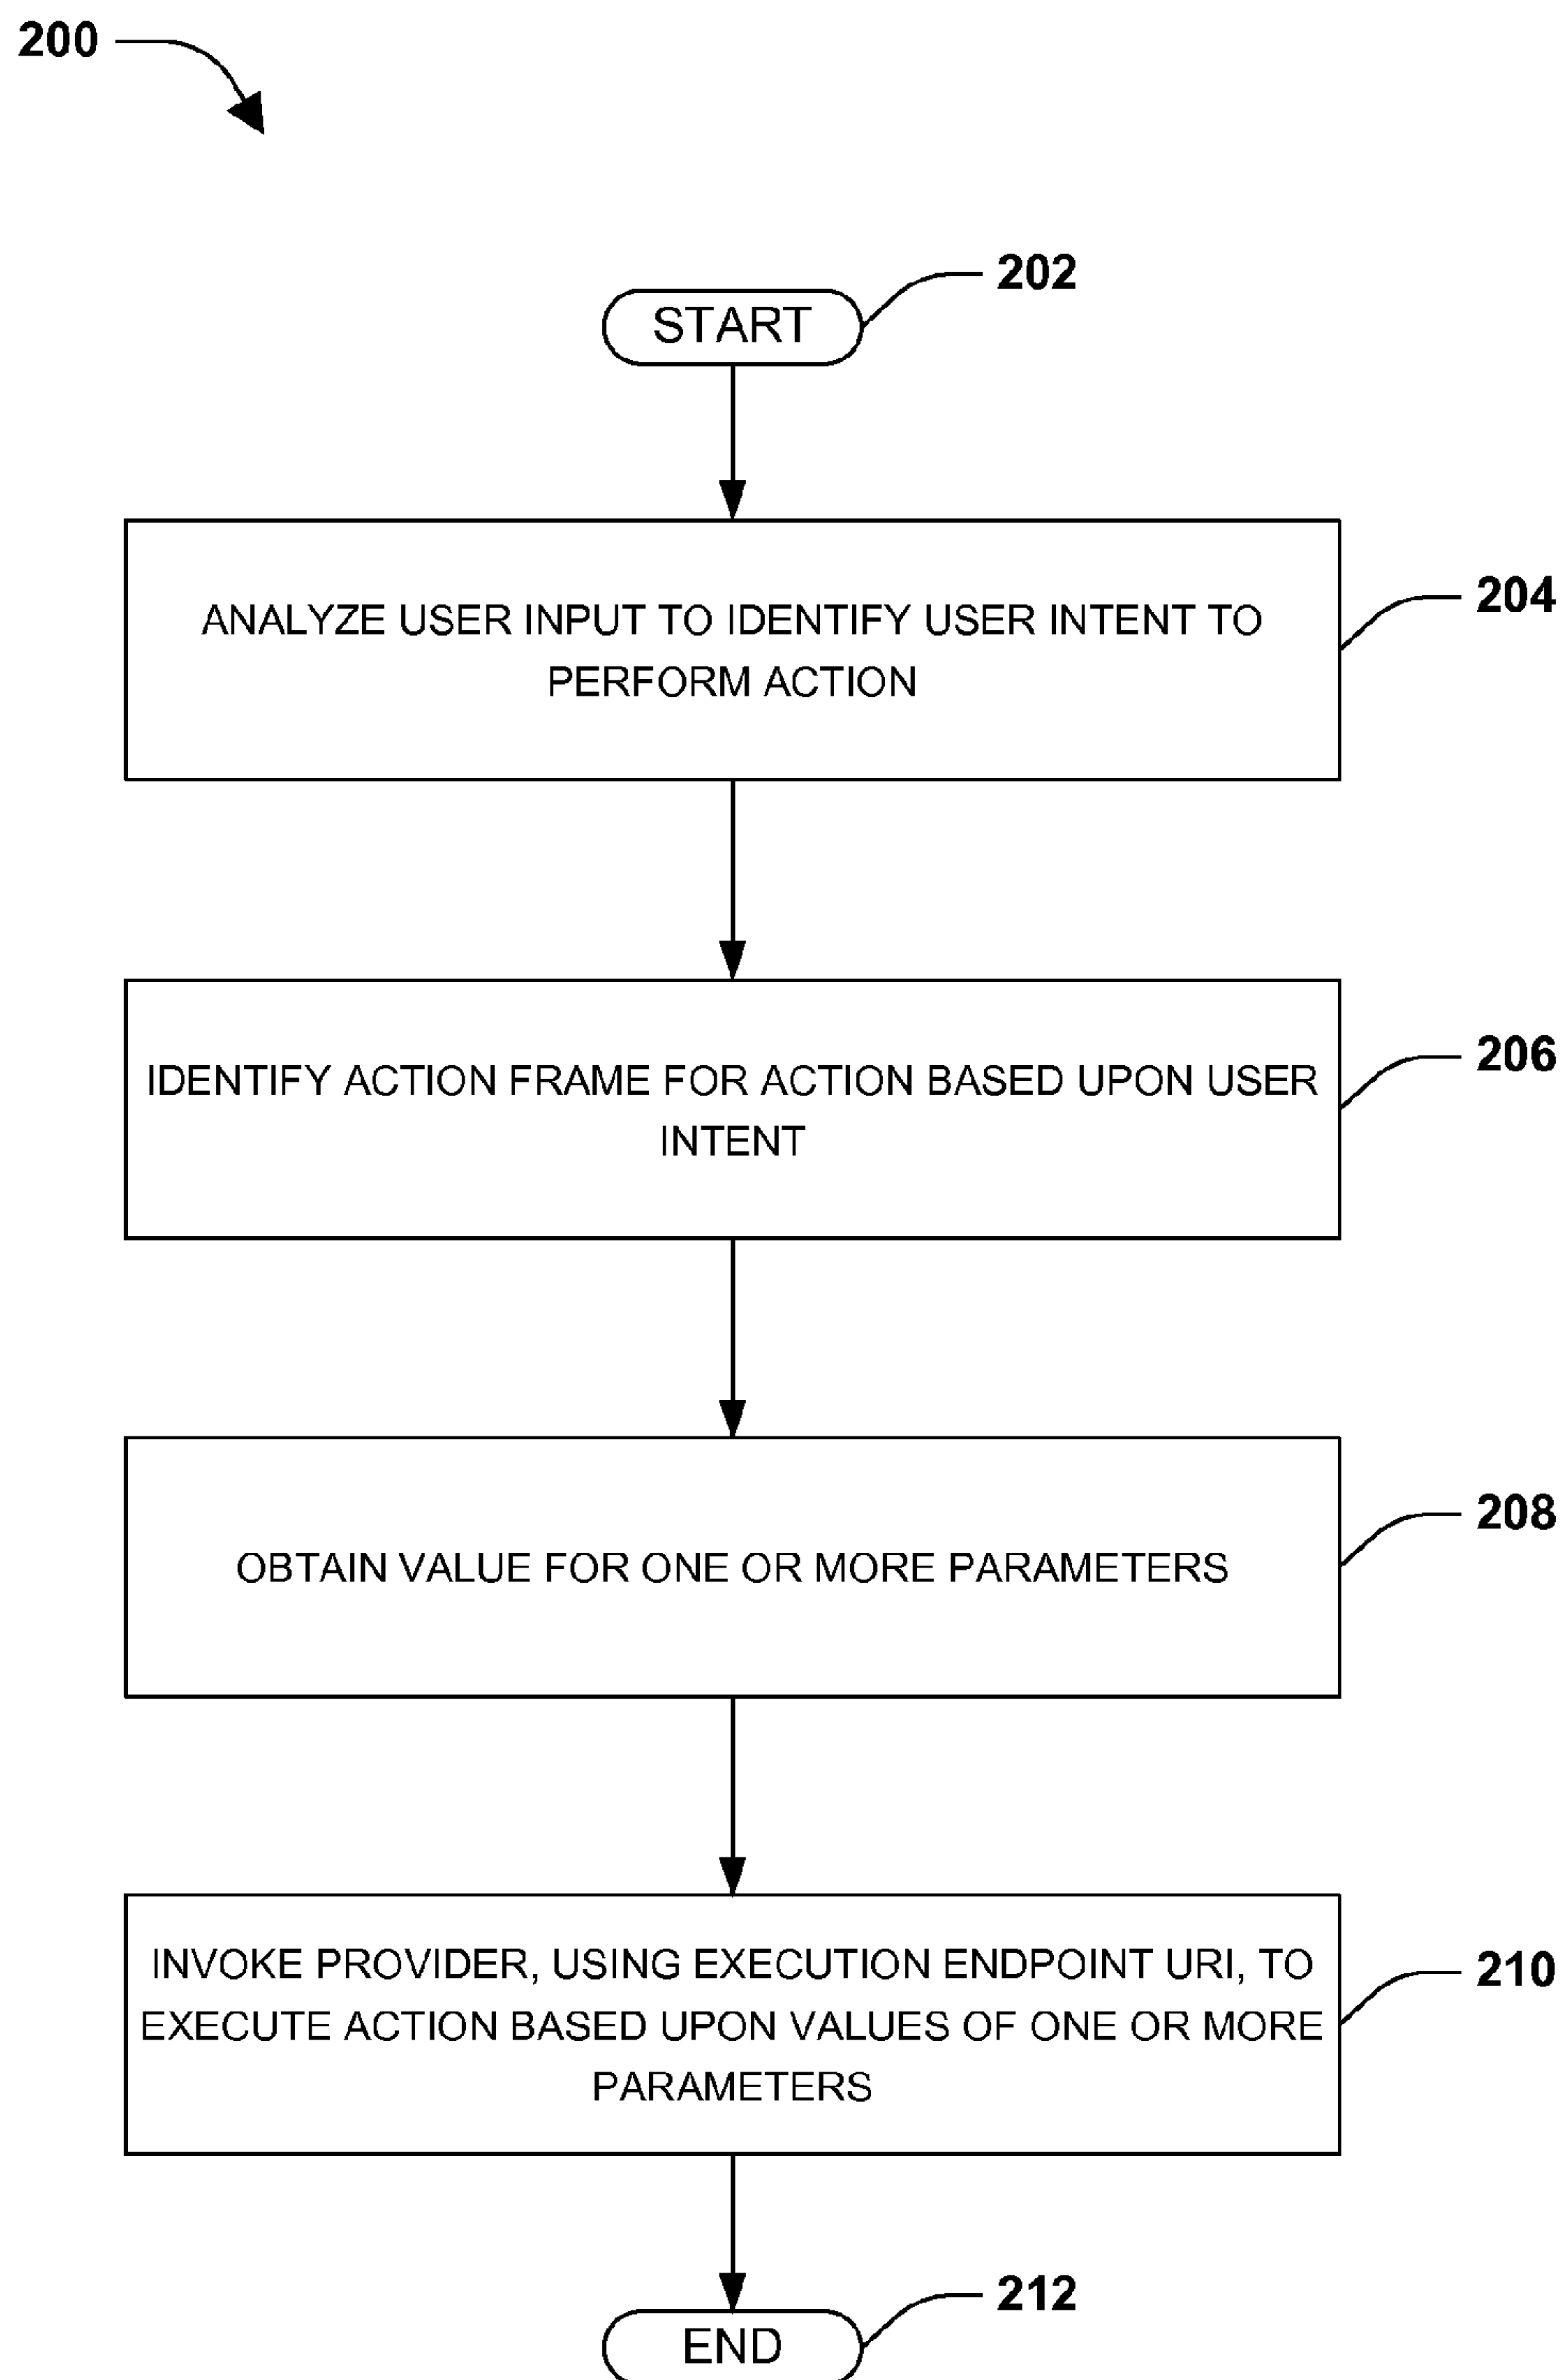 200
202
START
204
ANALYZE USER INPUT TO IDENTIFY USER INTENT TO
PERFORM ACTION
206
IDENTIFY ACTION FRAME FOR ACTION BASED UPON USER
INTENT
208
OBTAIN VALUE FOR ONE OR MORE PARAMETERS
210
INVOKE PROVIDER, USING EXECUTION ENDPOINT URI, TO
EXECUTE ACTION BASED UPON VALUES OF ONE OR MORE
PARAMETERS
212
END